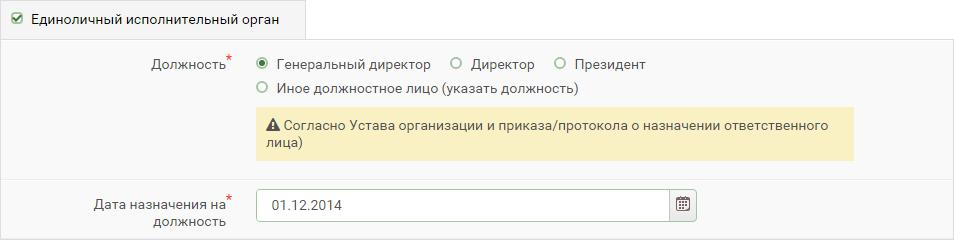 Единоличный исполнительный орган
Должность* Генеральный директор Директор Президент
Иное должностное лицо (указать должность)
Согласно Устава организации и приказа/протокола о назначении ответственного
лица)
Дата назначения на
должность* 01.12.2014